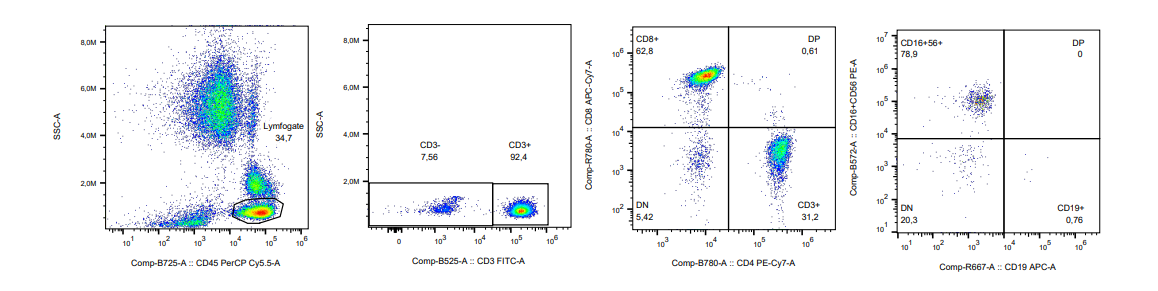 8,0M
6,0M
4,0M
2,0M
SSC-A
Lymfogate
34,7
10^1
10^2
10^3
10^4
10^5
10^6
Comp-B725-A :: CD45 PerCP Cy5.5-A
8,0M
6,0M
4,0M
2,0M
SSC-A
CD3-
7,56
CD3+
92,4
0
10^3
10^4
10^5
10^6
Comp-B525-A :: CD3 FITC-A
CD8+
62,8
DP
0,61
DN
5,42
CD3+
31,2
10^6
10^5
10^4
10^3
10^2
Comp-R780-A :: CD8 APC-Cy7-A
10^3
10^4
10^5
10^6
Comp-B780-A :: CD4 PE-Cy7-A
CD16+56+
78,9
DP
0
DN
20,3
CD19+
0,76
10^7
10^6
10^5
10^4
10^3
10^2
10^1
Comp-B572-A :: CD16+CD56 PE-A
10^1
10^2
10^3
10^4
10^5
10^6
Comp-R667-A :: CD19 APC-A